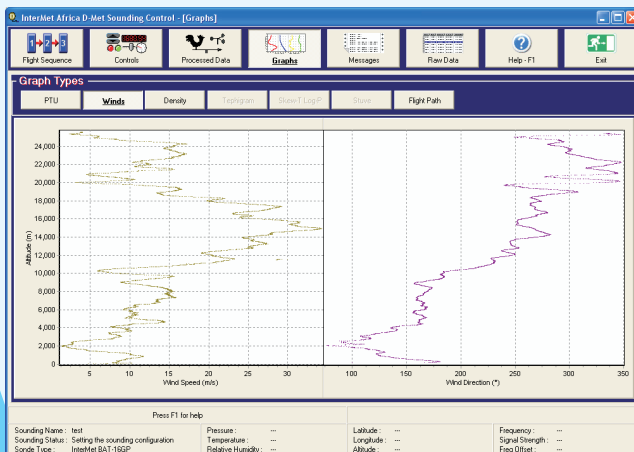 InterMet Africa D-Met Sounding Control - [Graphs]
Flight Sequence
Controls
Processed Data
Graphs
Messages
Raw Data
Help - F1
Exit
Graph Types
PTU
Winds
Density
Tephigram
Skew-T Log-P
Stuve
Flight Path
24,000
22,000
20,000
18,000
16,000
14,000
12,000
10,000
8,000
6,000
4,000
2,000
0
Altitude (m)
5 10 15 20 25 30
Wind Speed (m/s)
100 150 200 250 300 350
Wind Direction (°)
Press F1 for help
Sounding Name : test
Sounding Status : Setting the sounding configuration
Sonde Type : InterMet BAT-16GP
Pressure : ---
Temperature : ---
Relative Humidity : ---
Latitude : ---
Longitude : ---
Altitude : ---
Frequency : ---
Signal Strength : ---
Freq Offset : ---